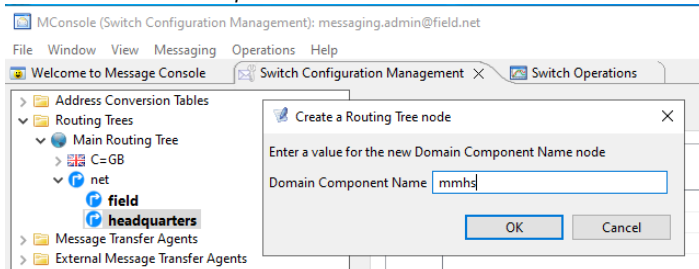 MConsole (Switch Configuration Management): messaging.admin@field.net
File Window View Messaging Operations Help
Welcome to Message Console
Switch Configuration Management
Switch Operations
Address Conversion Tables
Routing Trees
Main Routing Tree
C=GB
net
field
headquarters
Message Transfer Agents
External Message Transfer Agents
Create a Routing Tree node
Enter a value for the new Domain Component Name node
Domain Component Name mmhs
OK Cancel